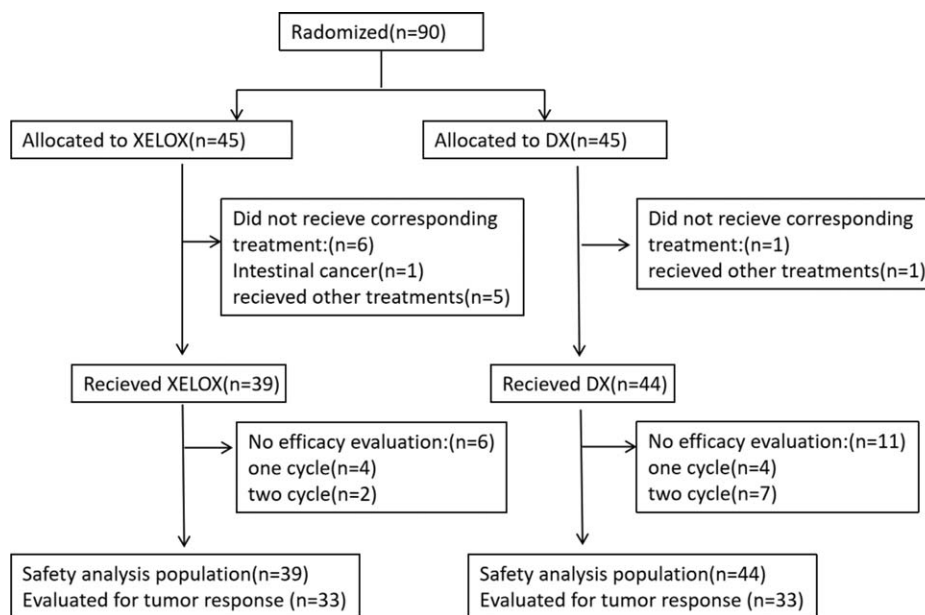 Randomized(n=90)
Allocated to XELOX(n=45)
Allocated to DX(n=45)
Did not recieve corresponding
treatment:(n=6)
Intestinal cancer(n=1)
recieved other treatments(n=5)
Did not recieve corresponding
treatment:(n=1)
recieved other treatments(n=1)
Recieved XELOX(n=39)
Recieved DX(n=44)
No efficacy evaluation:(n=6)
one cycle(n=4)
two cycle(n=2)
No efficacy evaluation:(n=11)
one cycle(n=4)
two cycle(n=7)
Safety analysis population(n=39)
Evaluated for tumor response (n=33)
Safety analysis population(n=44)
Evaluated for tumor response(n=33)